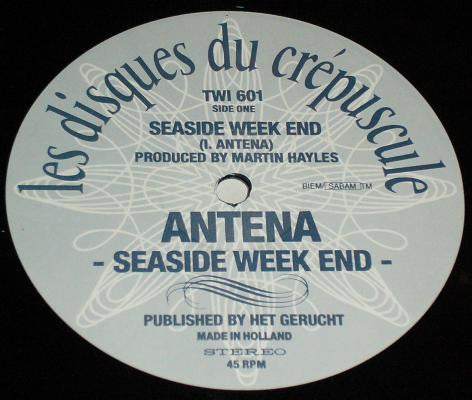 les disques du crépuscule
TWI 601
SIDE ONE
SEASIDE WEEK END
(I. ANTENA)
PRODUCED BY MARTIN HAYLES
BIEM/ SABAM TM
ANTENA
- SEASIDE WEEK END -
PUBLISHED BY HET GERUCHT
MADE IN HOLLAND
STEREO
45 RPM